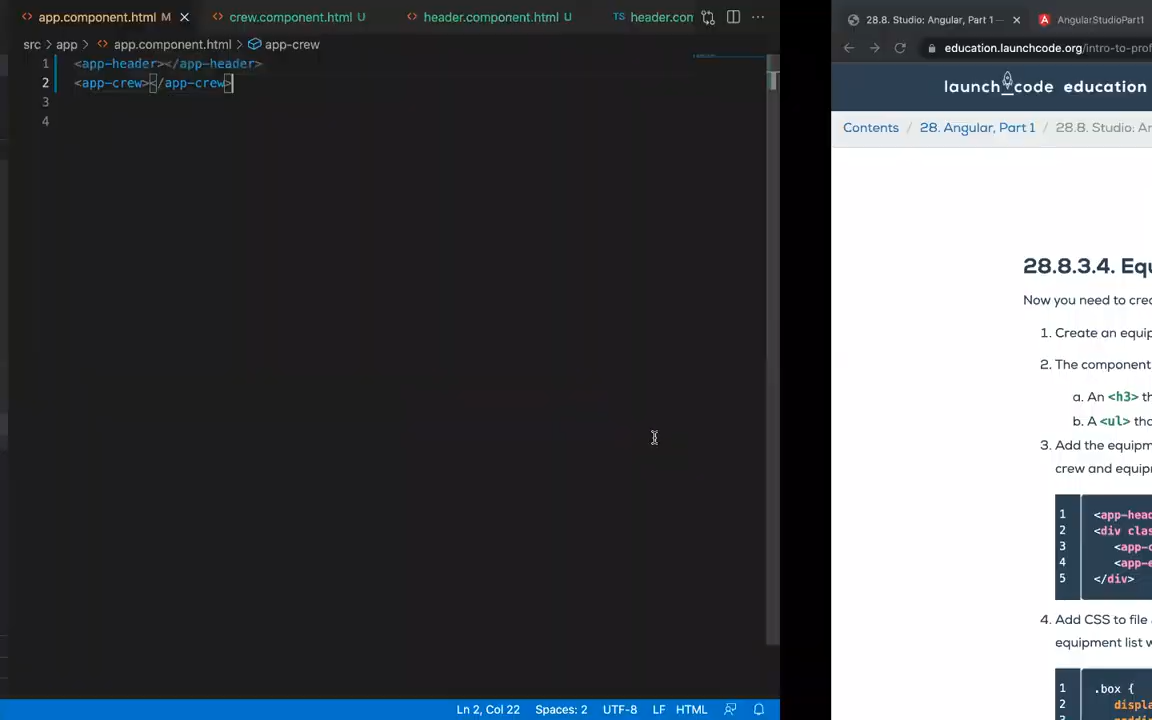 app.component.html M
crew.component.html U
header.component.html U
TS header.con
src > app > app.component.html > app-crew
1 <app-header></app-header>
2 <app-crew></app-crew>
3
4
Ln 2, Col 22 Spaces: 2 UTF-8 LF HTML
28.8. Studio: Angular, Part 1 —
AngularStudioPart1
education.launchcode.org/intro-to-prof
launch_code education
Contents / 28. Angular, Part 1 / 28.8. Studio: An
28.8.3.4. Equ
Now you need to crea
1. Create an equip
2. The component
a. An <h3> th
b. A <ul> tha
3. Add the equipm
crew and equipm
1 <app-head
2 <div clas
3 <app-c
4 <app-e
5 </div>
4. Add CSS to file
equipment list w
1 .box {
2 displa